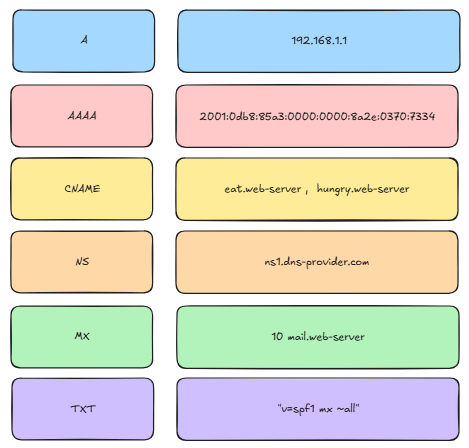 A 192.168.1.1
AAAA 2001:0db8:85a3:0000:0000:8a2e:0370:7334
CNAME eat.web-server , hungry.web-server
NS ns1.dns-provider.com
MX 10 mail.web-server
TXT "v=spf1 mx ~all"